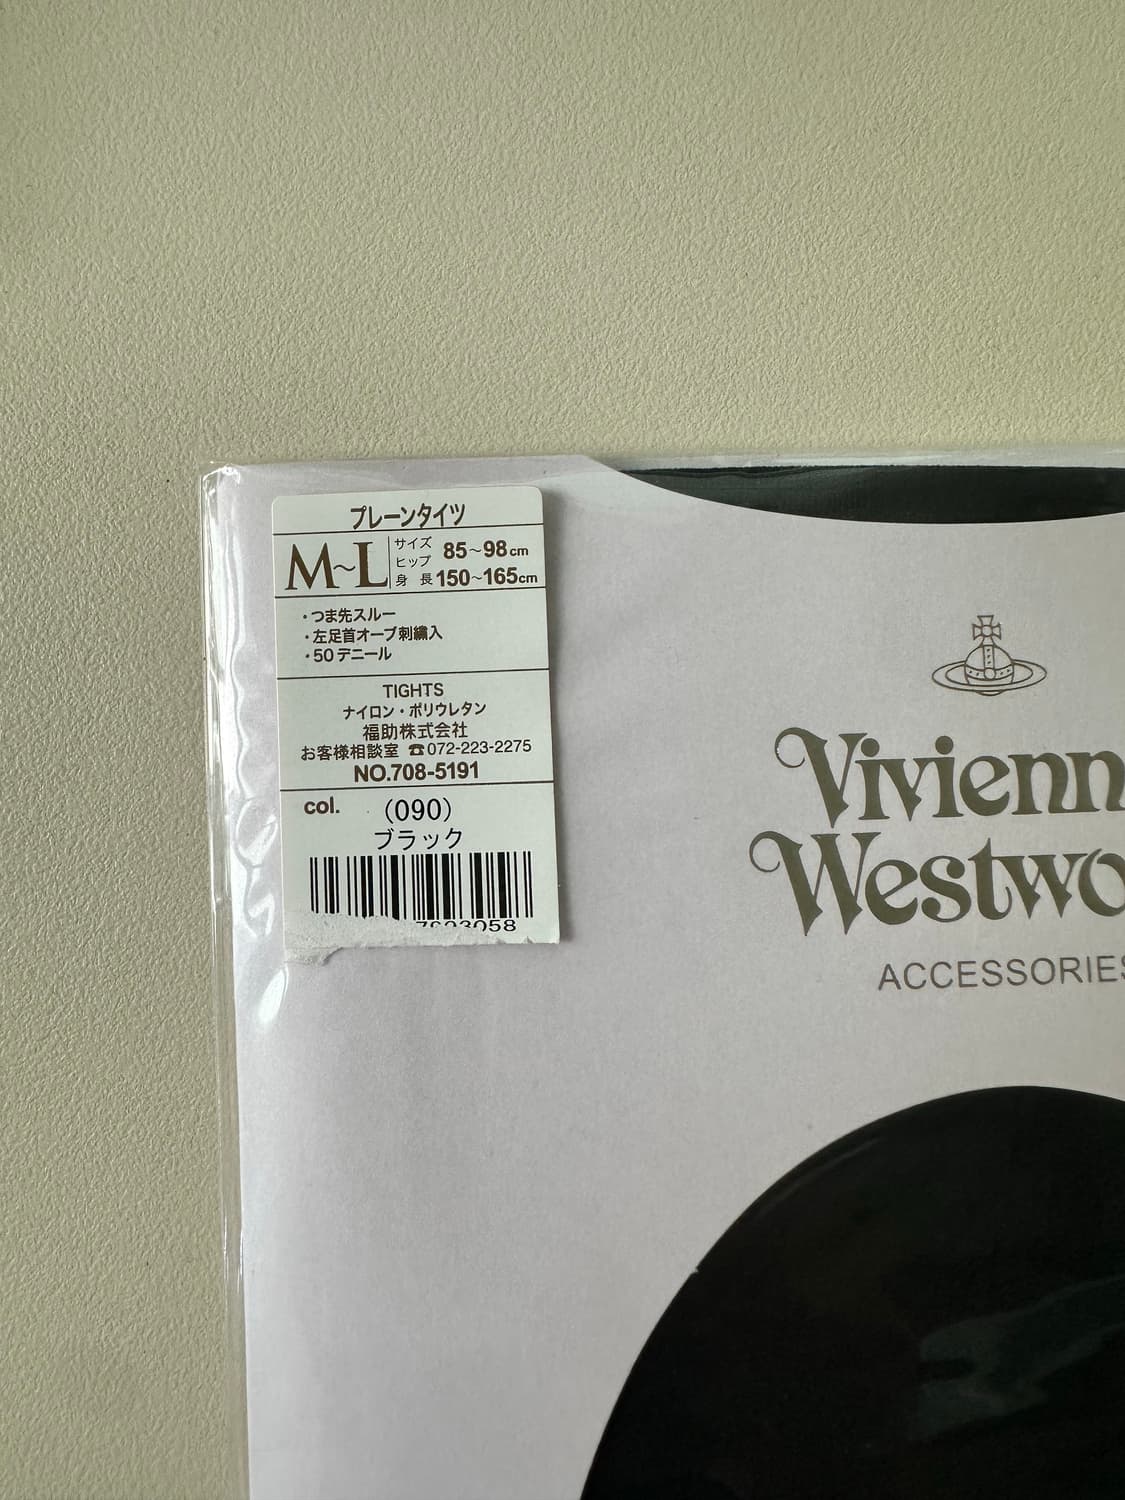 プレーンタイツ
M~L
サイズ
ヒップ 85~98cm
身長 150~165cm
・つま先スルー
・左足首オーブ刺繍入
・50デニール
TIGHTS
ナイロン・ポリウレタン
福助株式会社
お客様相談室 ☎072-223-2275
NO.708-5191
col. (090)
ブラック
3058
Vivienn
Westwo
ACCESSORIES